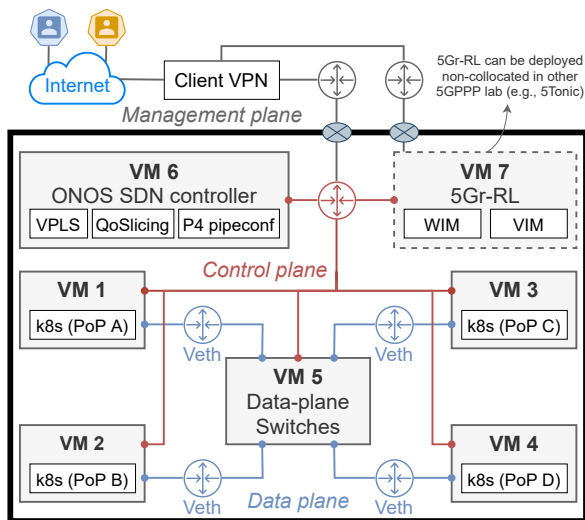 Internet
Client VPN
5Gr-RL can be deployed
non-collocated in other
5GPPP lab (e.g., 5Tonic)
Management plane
VM 6
ONOS SDN controller
VPLS
QoSlicing
P4 pipeconf
VM 7
5Gr-RL
WIM
VIM
Control plane
VM 1
k8s (PoP A)
Veth
VM 3
k8s (PoP C)
Veth
VM 5
Data-plane
Switches
VM 2
k8s (PoP B)
Veth
VM 4
k8s (PoP D)
Veth
Data plane